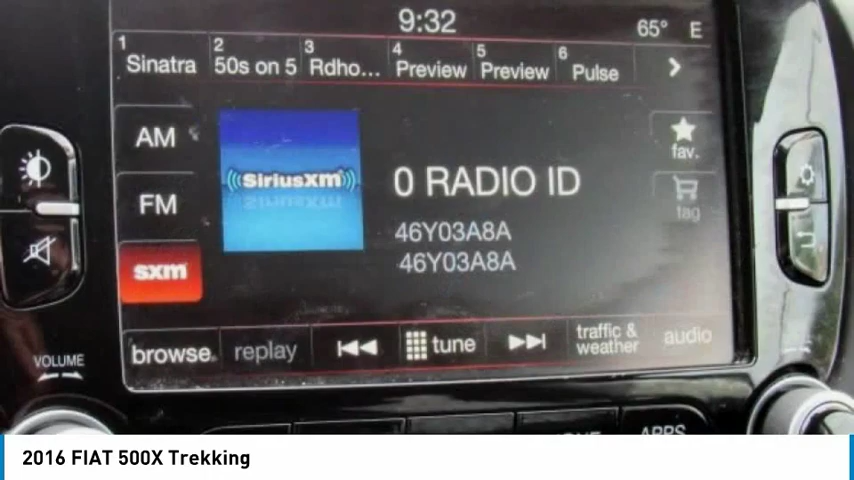 9:32 65° E
1 Sinatra 2 50s on 5 3 Rdho... 4 Preview 5 Preview 6 Pulse
AM
FM
sxm
((SiriusXM))
0 RADIO ID
46Y03A8A
46Y03A8A
fav.
tag
browse replay tune traffic & weather audio
VOLUME
APPS
2016 FIAT 500X Trekking